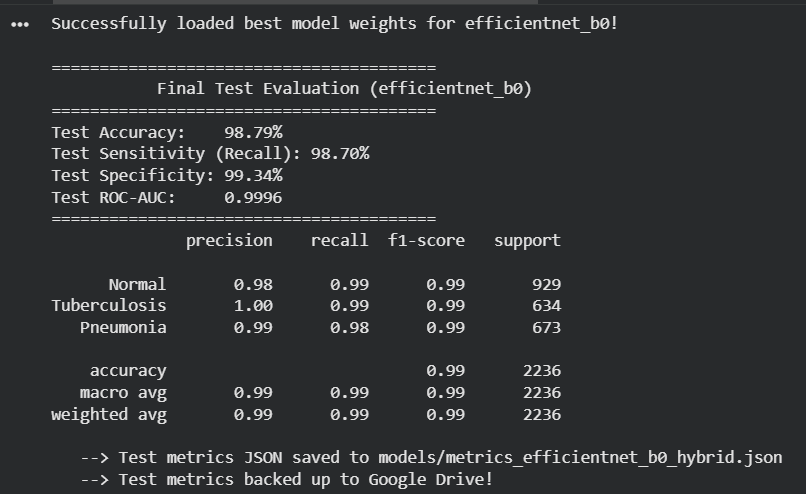 ••• Successfully loaded best model weights for efficientnet_b0!
========================================
Final Test Evaluation (efficientnet_b0)
========================================
Test Accuracy: 98.79%
Test Sensitivity (Recall): 98.70%
Test Specificity: 99.34%
Test ROC-AUC: 0.9996
========================================
precision recall f1-score support
Normal 0.98 0.99 0.99 929
Tuberculosis 1.00 0.99 0.99 634
Pneumonia 0.99 0.98 0.99 673
accuracy 0.99 2236
macro avg 0.99 0.99 0.99 2236
weighted avg 0.99 0.99 0.99 2236
--> Test metrics JSON saved to models/metrics_efficientnet_b0_hybrid.json
--> Test metrics backed up to Google Drive!